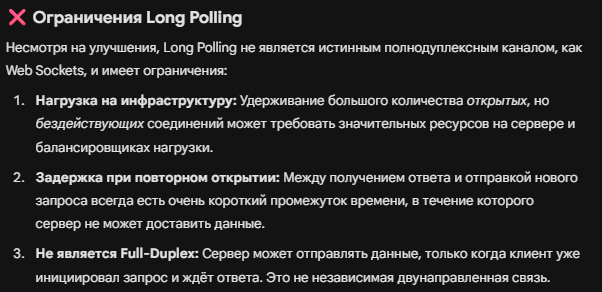 ❌ Ограничения Long Polling
Несмотря на улучшения, Long Polling не является истинным полнодуплексным каналом, как
Web Sockets, и имеет ограничения:
1. Нагрузка на инфраструктуру: Удерживание большого количества открытых, но
бездействующих соединений может требовать значительных ресурсов на сервере и
балансировщиках нагрузки.
2. Задержка при повторном открытии: Между получением ответа и отправкой нового
запроса всегда есть очень короткий промежуток времени, в течение которого
сервер не может доставить данные.
3. Не является Full-Duplex: Сервер может отправлять данные, только когда клиент уже
инициировал запрос и ждёт ответа. Это не независимая двунаправленная связь.